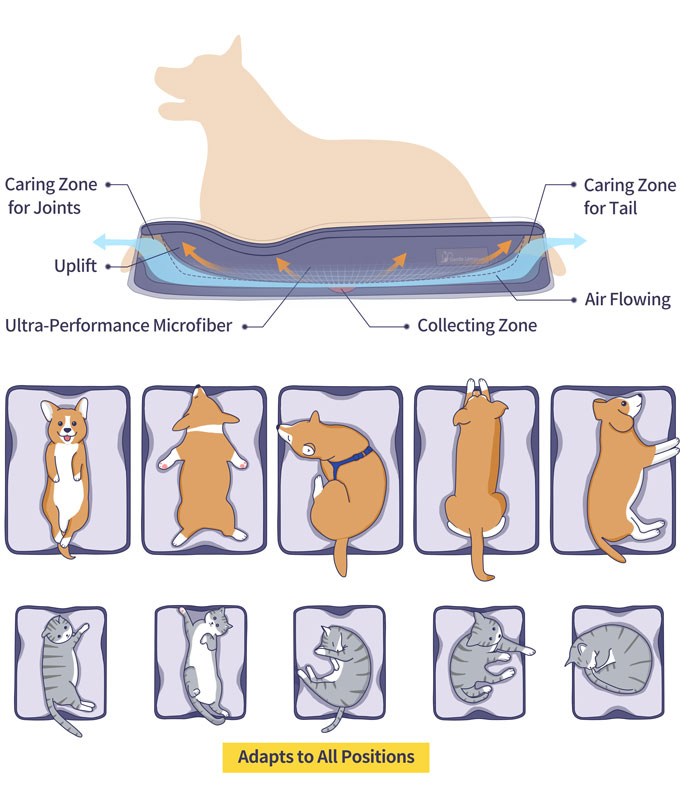 Caring Zone
for Joints
Caring Zone
for Tail
Uplift
Air Flowing
Ultra-Performance Microfiber
Collecting Zone
Adapts to All Positions